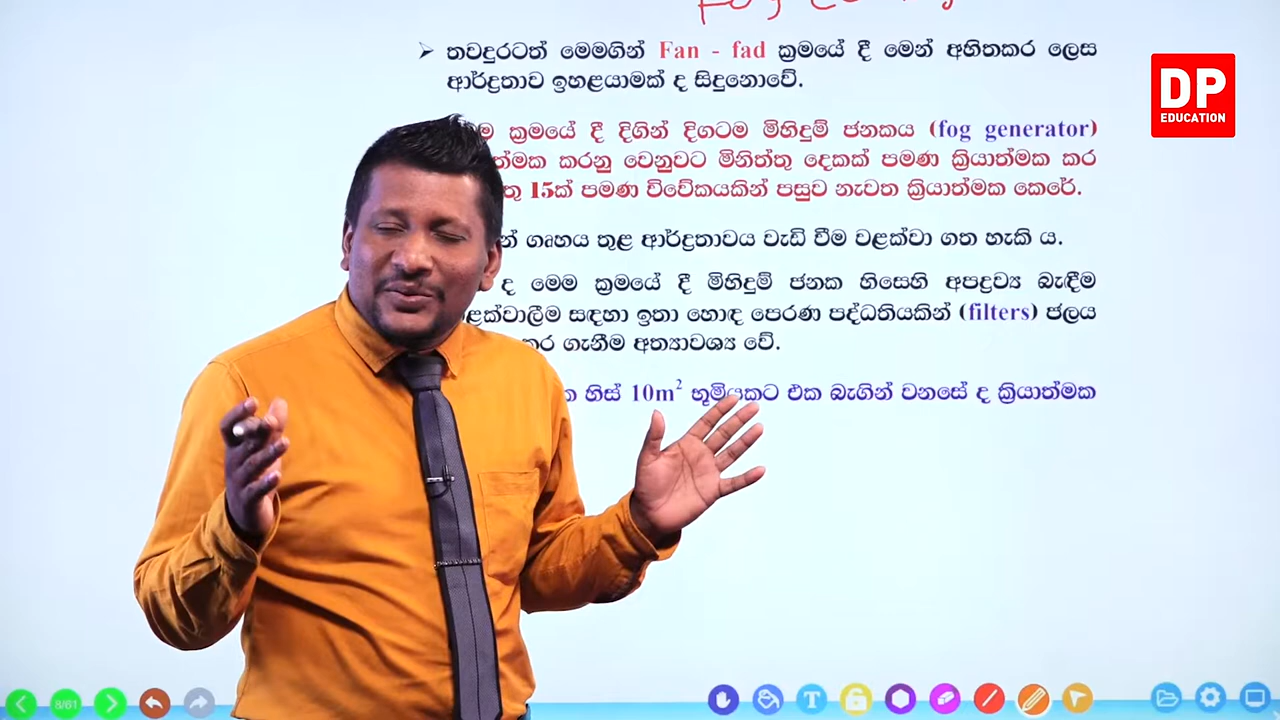 තවදුරටත් මෙමගින් Fan - fad ක්‍රමයේ දී මෙන් අහිතකර ලෙස
ආර්ද්‍රතාව ඉහළයාමක් ද සිදුනොවේ.
ක්‍රමයේ දී දිගින් දිගටම මිහිදුම් ජනකය (fog generator)
කරනු වෙනුවට මිනිත්තු දෙකක් පමණ ක්‍රියාත්මක කර
15ක් පමණ විවේකයකින් පසුව නැවත ක්‍රියාත්මක කෙරේ.
ගෘහය තුළ ආර්ද්‍රතාවය වැඩි වීම වළක්වා ගත හැකි ය.
ද මෙම ක්‍රමයේ දී මිහිදුම් ජනක හිසෙහි අපද්‍රව්‍ය බැඳීම
සඳහා ඉතා හොඳ පෙරණ පද්ධතියකින් (filters) ජලය
ගැනීම අත්‍යාවශ්‍ය වේ.
හිස් 10m² භූමියකට එක බැගින් වනසේ ද ක්‍රියාත්මක
DP
EDUCATION
8/61